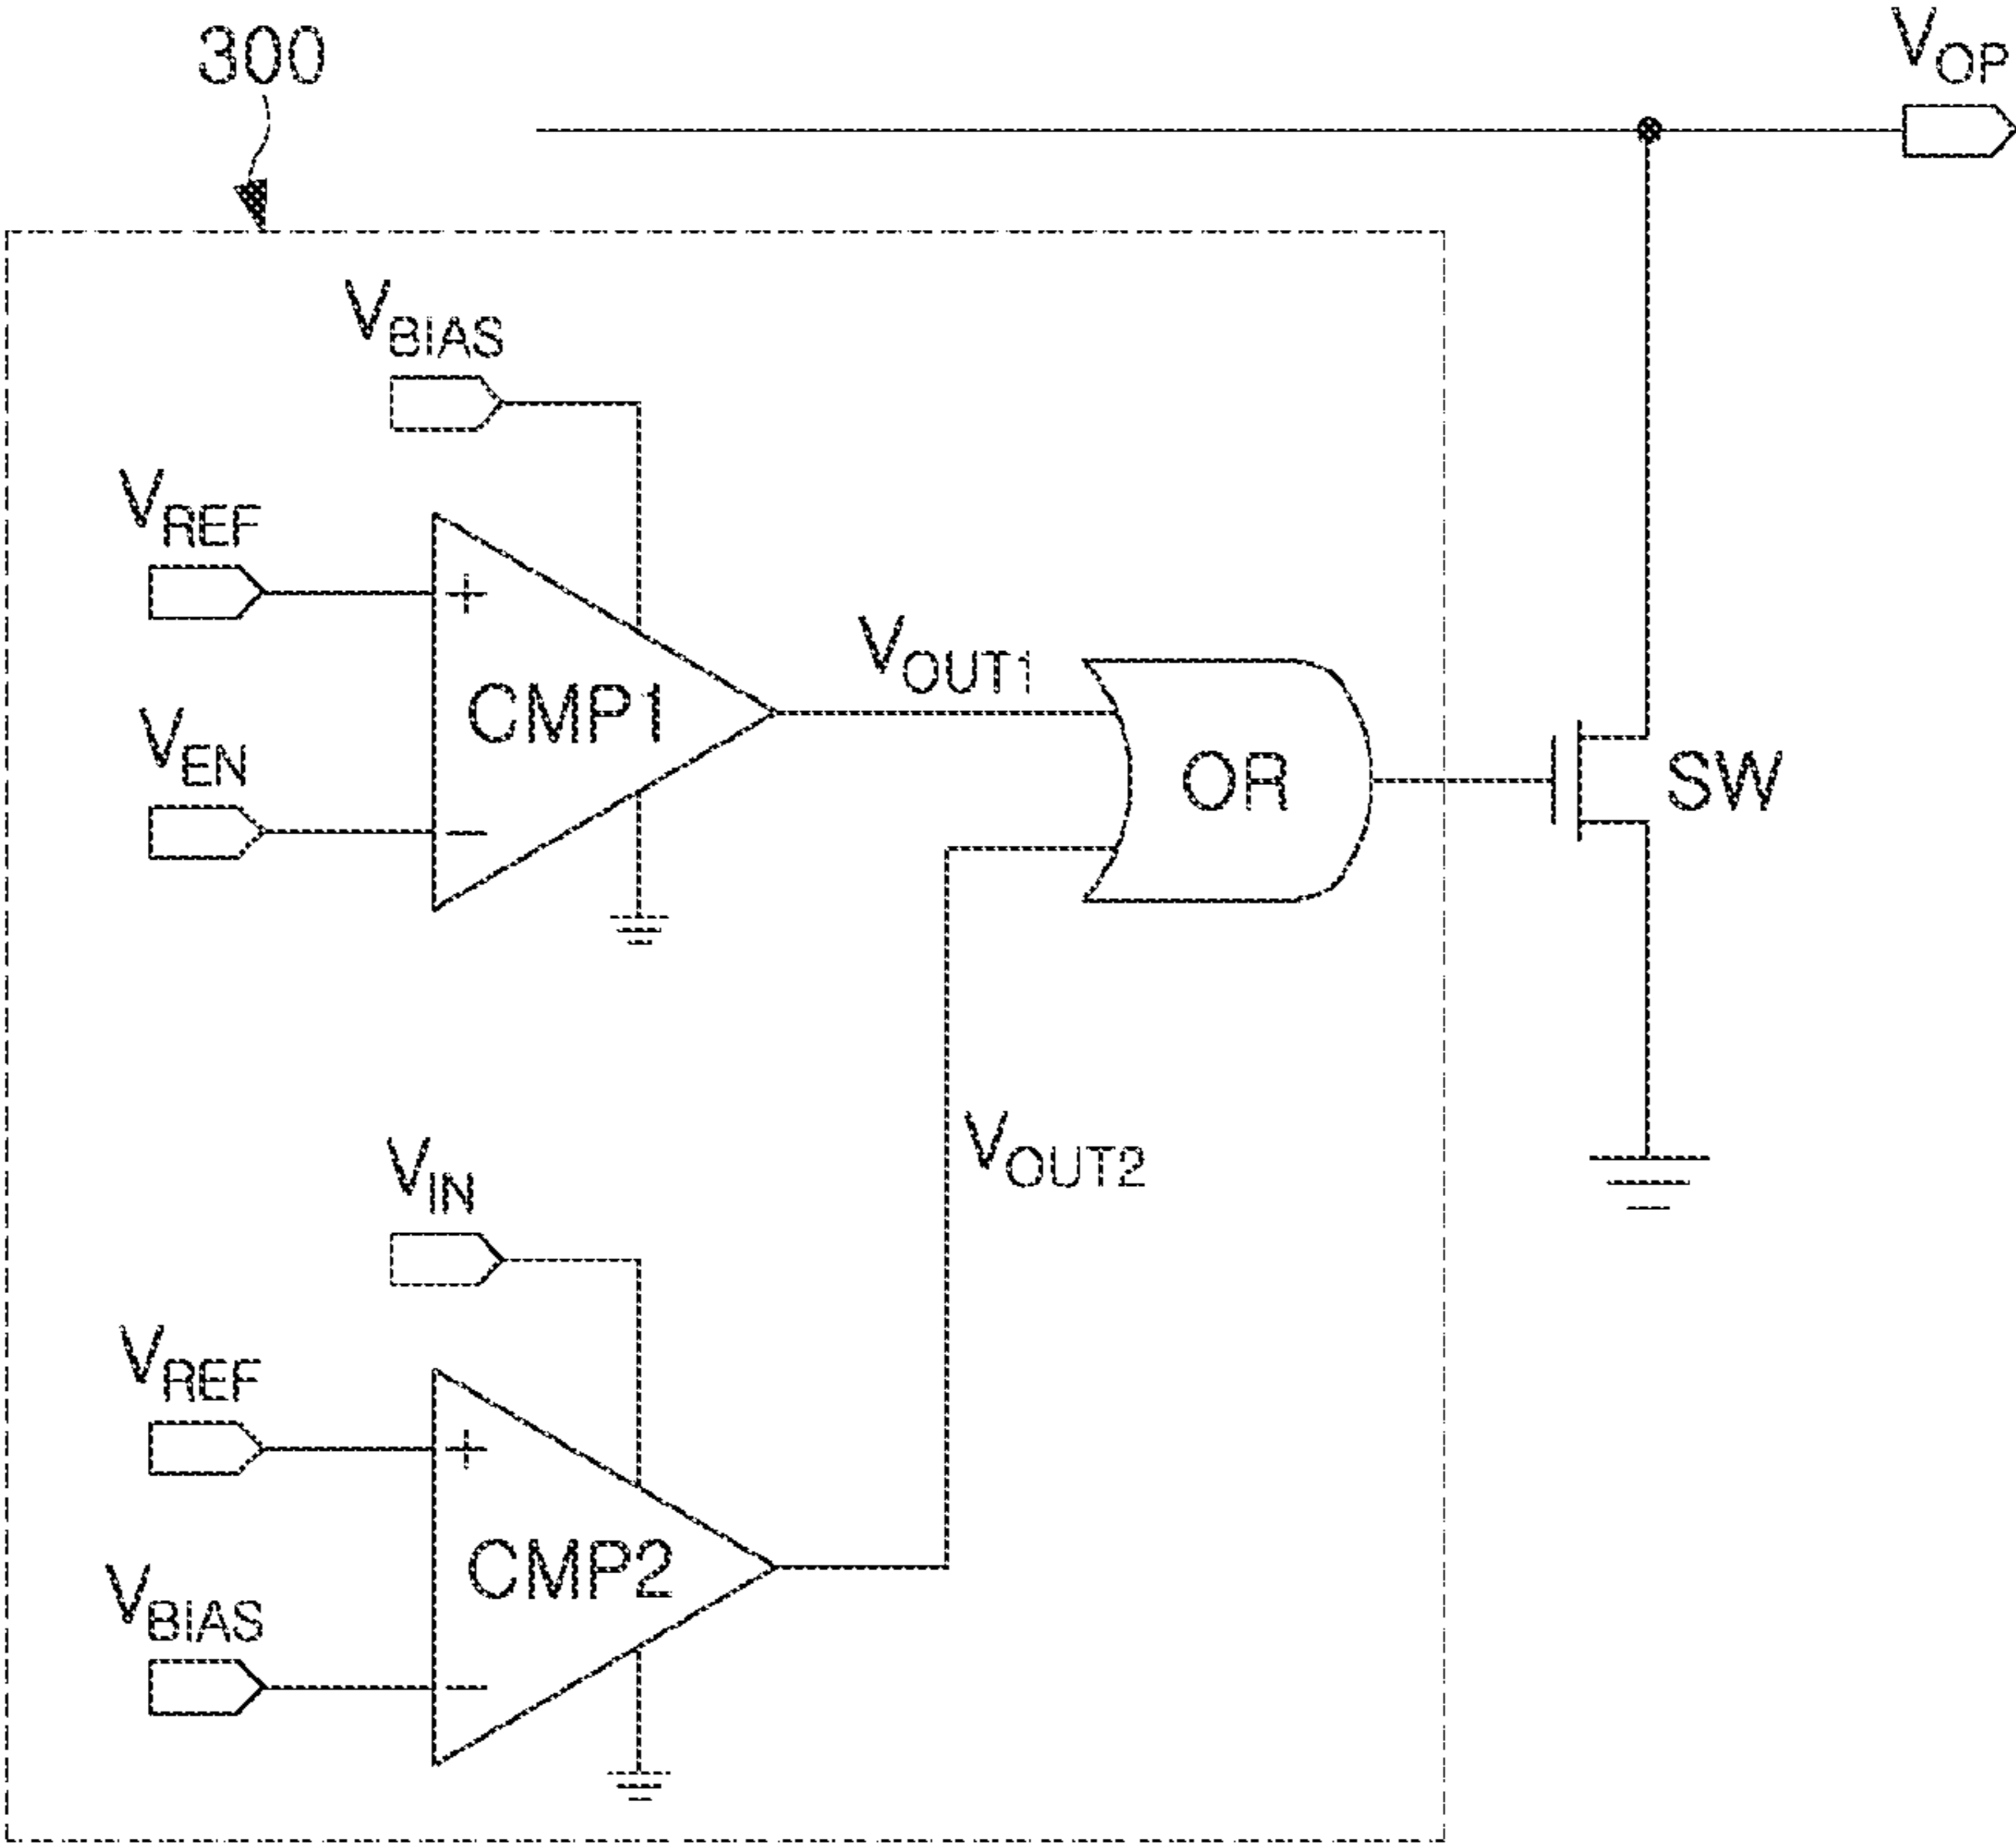 300
VOP
VBIAS
VREF
+
CMP1
VEN
−
VOUT1
OR
SW
VOUT2
VIN
VREF
+
CMP2
VBIAS
−